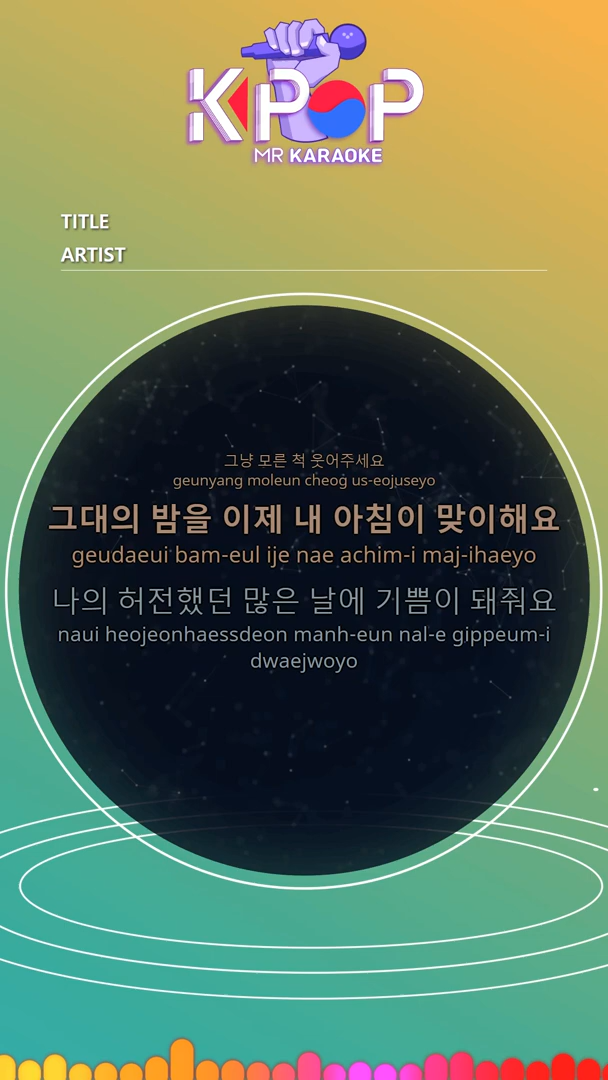 KPOP
MR KARAOKE
TITLE
ARTIST
그냥 모른 척 웃어주세요
geunyang moleun cheog us-eojuseyo
그대의 밤을 이제 내 아침이 맞이해요
geudaeui bam-eul ije nae achim-i maj-ihaeyo
나의 허전했던 많은 날에 기쁨이 돼줘요
naui heojeonhaessdeon manh-eun nal-e gippeum-i
dwaejwoyo